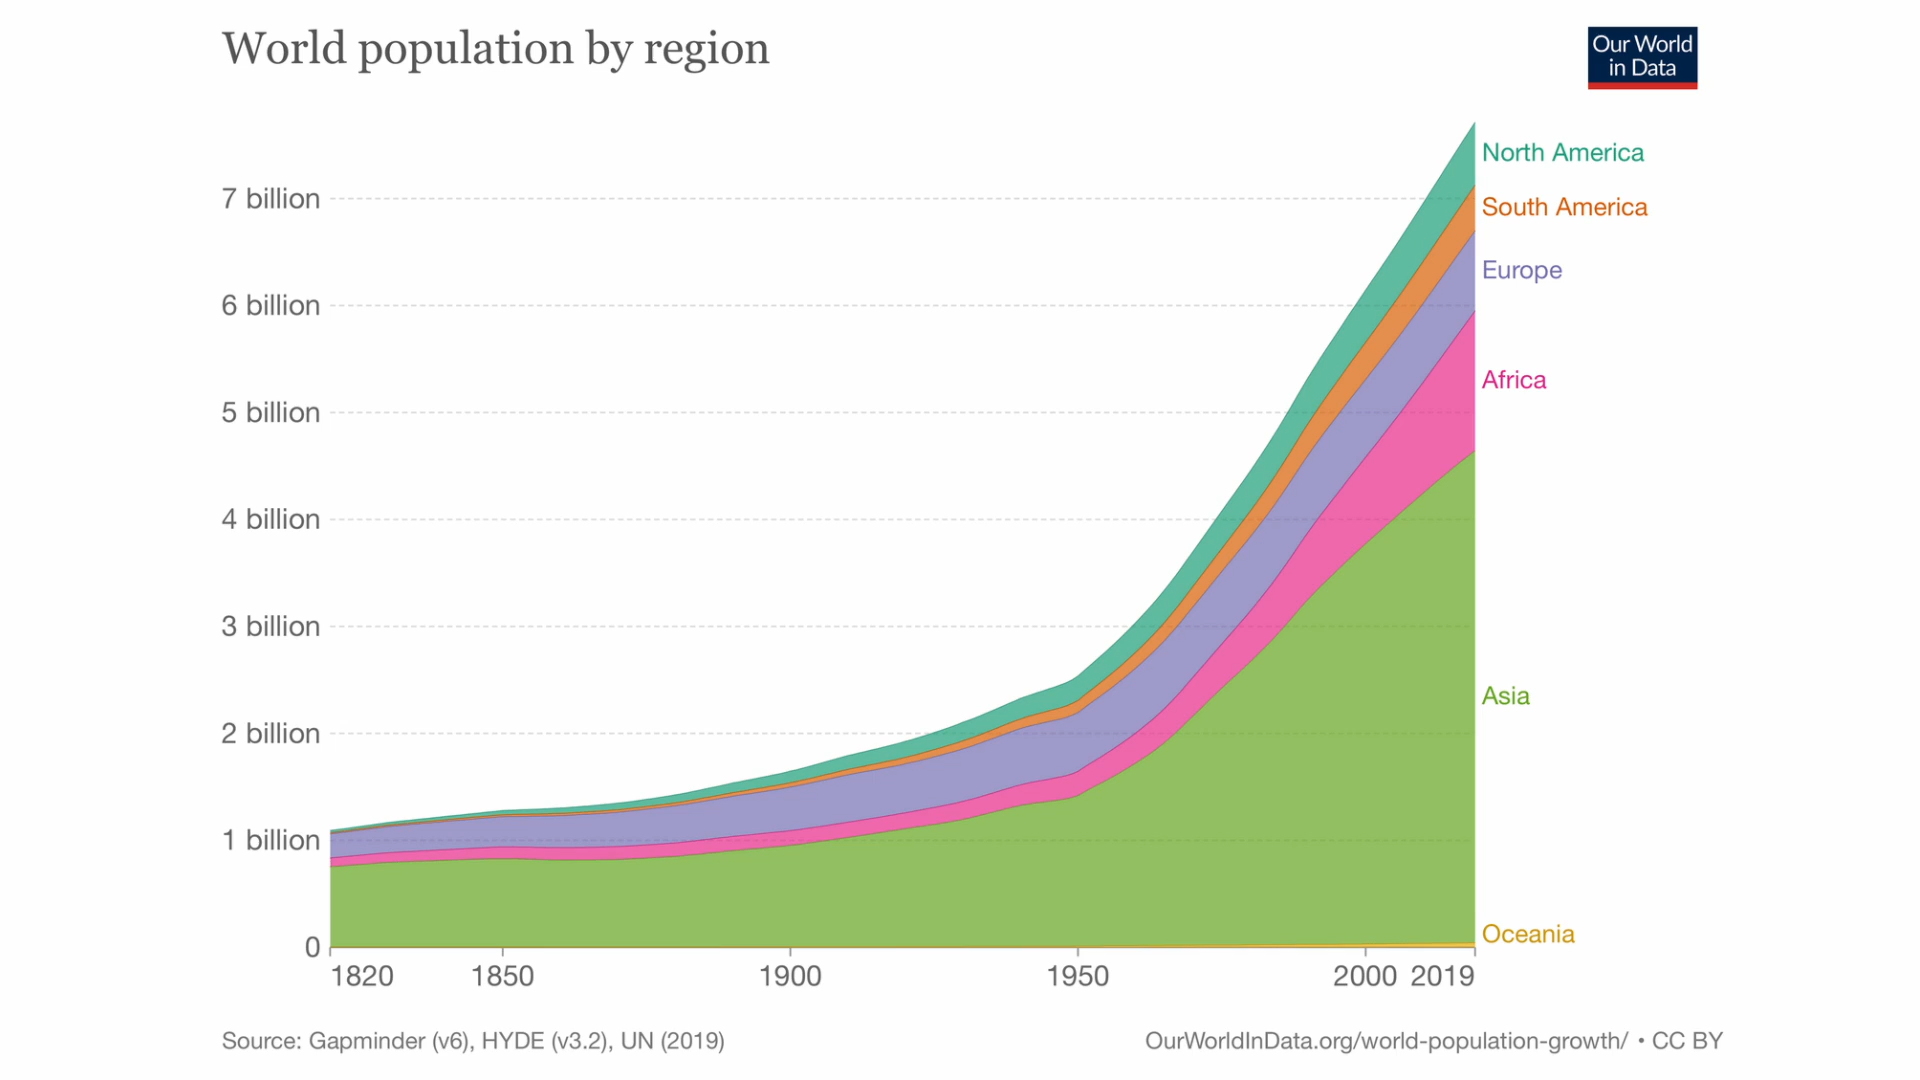 World population by region
Our World
in Data
North America
7 billion
South America
Europe
6 billion
Africa
5 billion
4 billion
3 billion
Asia
2 billion
1 billion
Oceania
0
1820 1850 1900 1950 2000 2019
Source: Gapminder (v6), HYDE (v3.2), UN (2019)
OurWorldInData.org/world-population-growth/ • CC BY